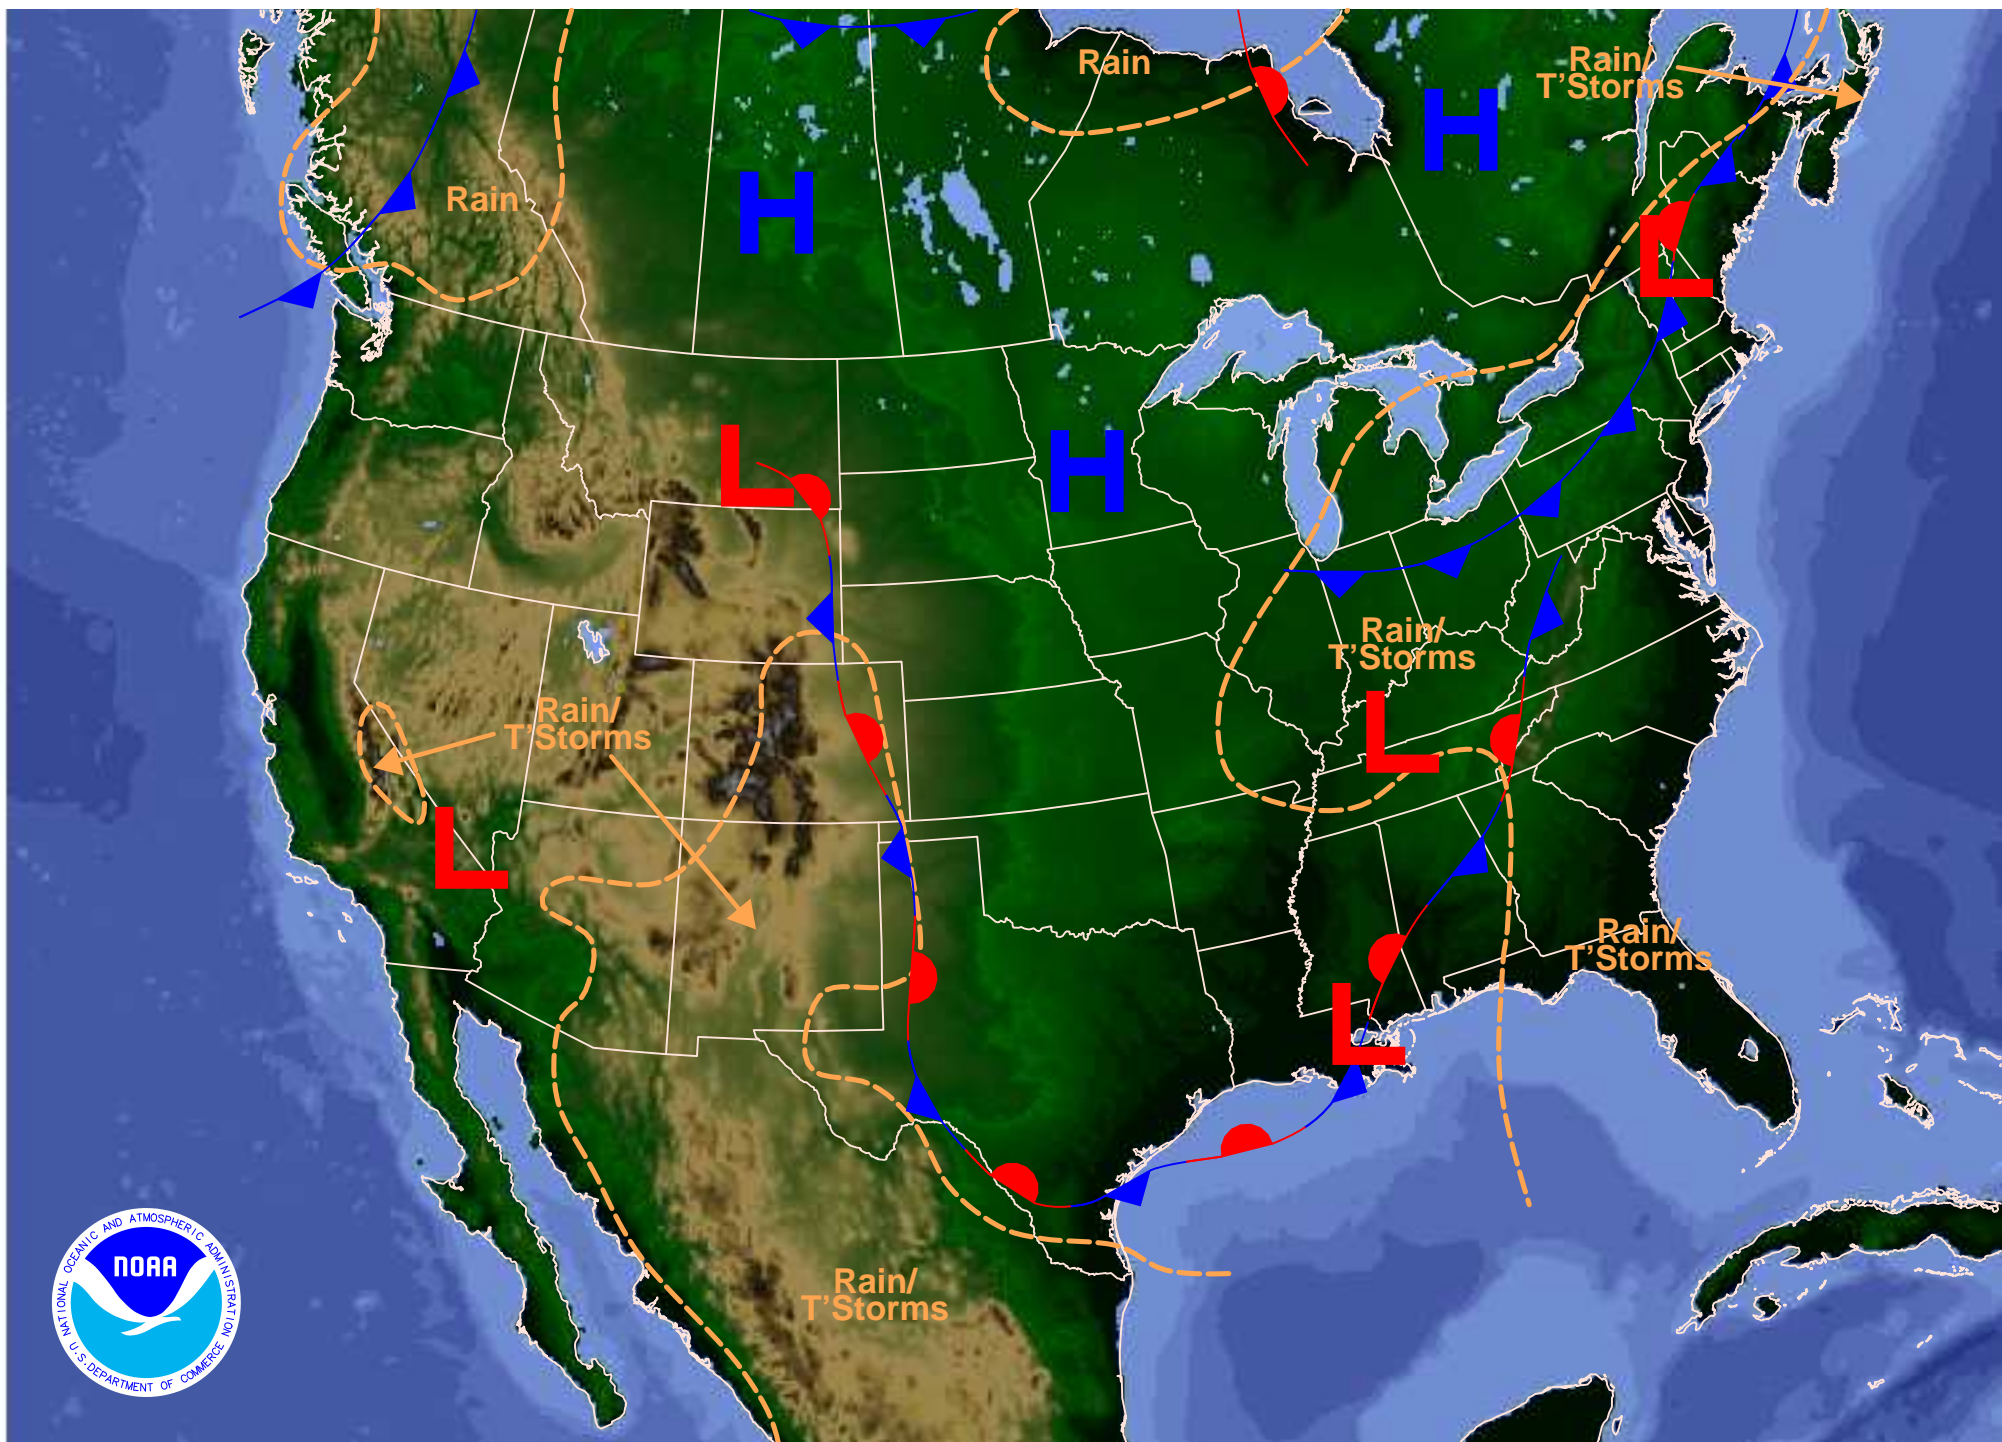 Rain
Rain/
T'Storms
H
H
Rain
L
L
H
Rain/
T'Storms
L
Rain/
T'Storms
L
L
Rain/
T'Storms
L
Rain/
T'Storms
NATIONAL OCEANIC AND ATMOSPHERIC ADMINISTRATION
NOAA
U.S. DEPARTMENT OF COMMERCE